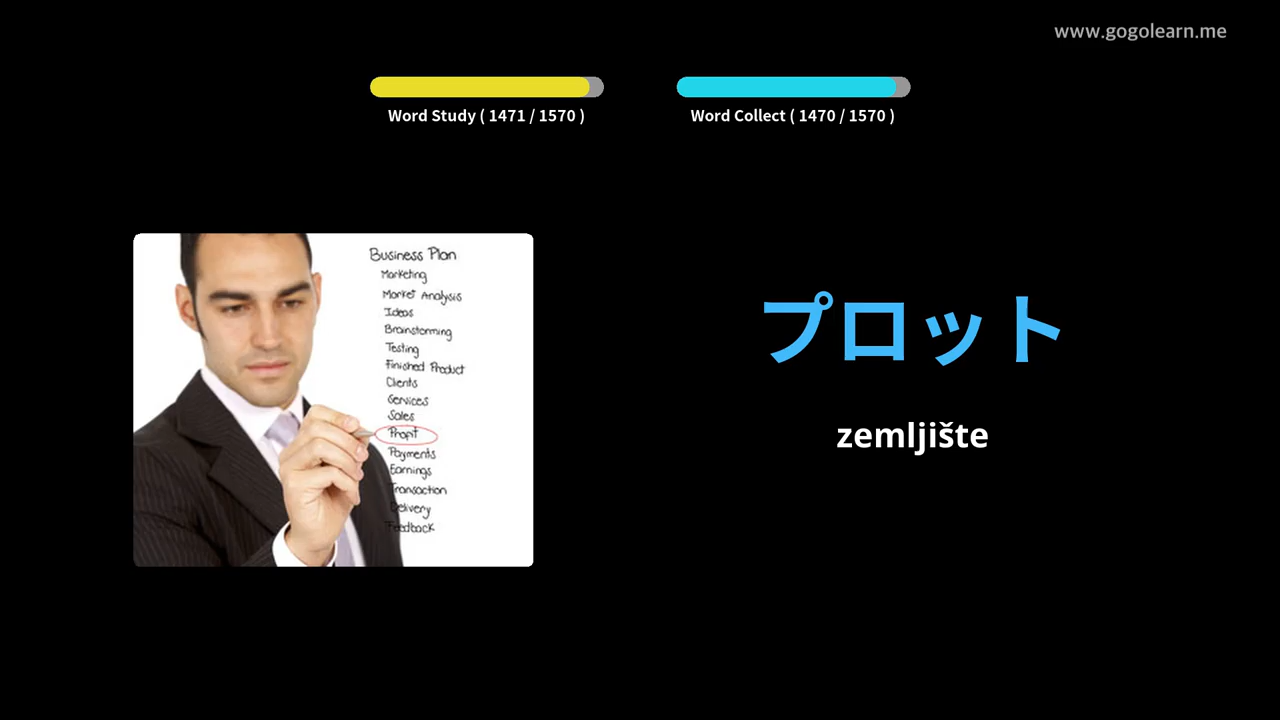 www.gogolearn.me
Word Study ( 1471 / 1570 )
Word Collect ( 1470 / 1570 )
Business Plan
Marketing
Market Analysis
Ideas
Brainstorming
Testing
Finished Product
Clients
Services
Sales
Profit
Payments
Earnings
Transaction
Delivery
Feedback
プロット
zemljište